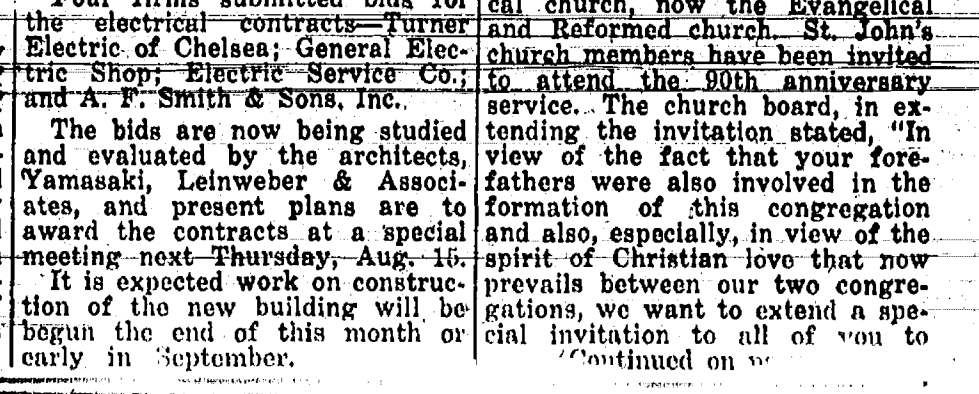 Four firms submitted bids for
the electrical contracts—Turner
Electric of Chelsea; General Elec-
tric Shop; Electric Service Co.;
and A. F. Smith & Sons, Inc.
The bids are now being studied
and evaluated by the architects,
Yamasaki, Leinweber & Associ-
ates, and present plans are to
award the contracts at a special
meeting next Thursday, Aug. 15.
It is expected work on construc-
tion of the new building will be
begun the end of this month or
early in September.
cal church, now the Evangelical
and Reformed church. St. John's
church members have been invited
to attend the 90th anniversary
service. The church board, in ex-
tending the invitation stated, "In
view of the fact that your fore-
fathers were also involved in the
formation of this congregation
and also, especially, in view of the
spirit of Christian love that now
prevails between our two congre-
gations, we want to extend a spe-
cial invitation to all of you to
(Continued on